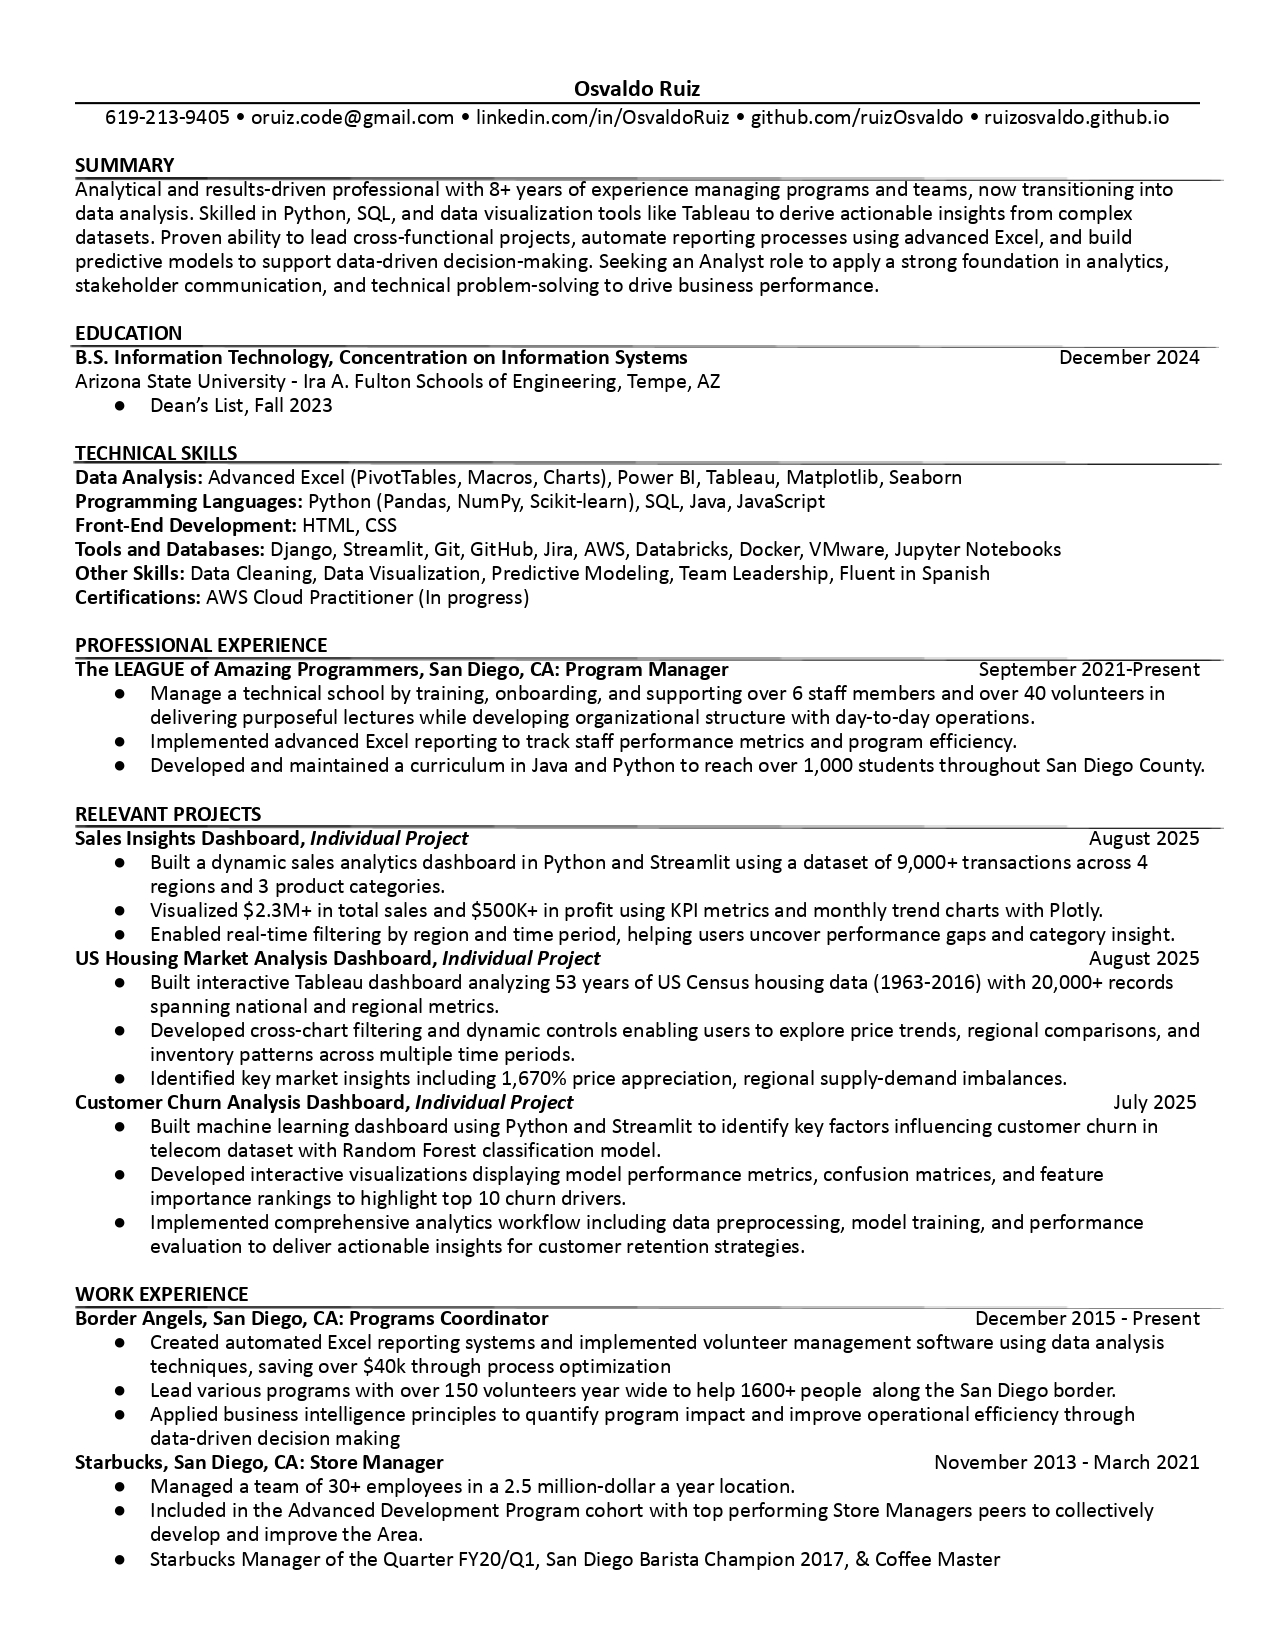 Osvaldo Ruiz
619-213-9405 • oruiz.code@gmail.com • linkedin.com/in/OsvaldoRuiz • github.com/ruizOsvaldo • ruizosvaldo.github.io
SUMMARY
Analytical and results-driven professional with 8+ years of experience managing programs and teams, now transitioning into
data analysis. Skilled in Python, SQL, and data visualization tools like Tableau to derive actionable insights from complex
datasets. Proven ability to lead cross-functional projects, automate reporting processes using advanced Excel, and build
predictive models to support data-driven decision-making. Seeking an Analyst role to apply a strong foundation in analytics,
stakeholder communication, and technical problem-solving to drive business performance.
EDUCATION
B.S. Information Technology, Concentration on Information Systems December 2024
Arizona State University - Ira A. Fulton Schools of Engineering, Tempe, AZ
● Dean’s List, Fall 2023
TECHNICAL SKILLS
Data Analysis: Advanced Excel (PivotTables, Macros, Charts), Power BI, Tableau, Matplotlib, Seaborn
Programming Languages: Python (Pandas, NumPy, Scikit-learn), SQL, Java, JavaScript
Front-End Development: HTML, CSS
Tools and Databases: Django, Streamlit, Git, GitHub, Jira, AWS, Databricks, Docker, VMware, Jupyter Notebooks
Other Skills: Data Cleaning, Data Visualization, Predictive Modeling, Team Leadership, Fluent in Spanish
Certifications: AWS Cloud Practitioner (In progress)
PROFESSIONAL EXPERIENCE
The LEAGUE of Amazing Programmers, San Diego, CA: Program Manager September 2021-Present
● Manage a technical school by training, onboarding, and supporting over 6 staff members and over 40 volunteers in
delivering purposeful lectures while developing organizational structure with day-to-day operations.
● Implemented advanced Excel reporting to track staff performance metrics and program efficiency.
● Developed and maintained a curriculum in Java and Python to reach over 1,000 students throughout San Diego County.
RELEVANT PROJECTS
Sales Insights Dashboard, Individual Project August 2025
● Built a dynamic sales analytics dashboard in Python and Streamlit using a dataset of 9,000+ transactions across 4
regions and 3 product categories.
● Visualized $2.3M+ in total sales and $500K+ in profit using KPI metrics and monthly trend charts with Plotly.
● Enabled real-time filtering by region and time period, helping users uncover performance gaps and category insight.
US Housing Market Analysis Dashboard, Individual Project August 2025
● Built interactive Tableau dashboard analyzing 53 years of US Census housing data (1963-2016) with 20,000+ records
spanning national and regional metrics.
● Developed cross-chart filtering and dynamic controls enabling users to explore price trends, regional comparisons, and
inventory patterns across multiple time periods.
● Identified key market insights including 1,670% price appreciation, regional supply-demand imbalances.
Customer Churn Analysis Dashboard, Individual Project July 2025
● Built machine learning dashboard using Python and Streamlit to identify key factors influencing customer churn in
telecom dataset with Random Forest classification model.
● Developed interactive visualizations displaying model performance metrics, confusion matrices, and feature
importance rankings to highlight top 10 churn drivers.
● Implemented comprehensive analytics workflow including data preprocessing, model training, and performance
evaluation to deliver actionable insights for customer retention strategies.
WORK EXPERIENCE
Border Angels, San Diego, CA: Programs Coordinator December 2015 - Present
● Created automated Excel reporting systems and implemented volunteer management software using data analysis
techniques, saving over $40k through process optimization
● Lead various programs with over 150 volunteers year wide to help 1600+ people  along the San Diego border.
● Applied business intelligence principles to quantify program impact and improve operational efficiency through
data-driven decision making
Starbucks, San Diego, CA: Store Manager November 2013 - March 2021
● Managed a team of 30+ employees in a 2.5 million-dollar a year location.
● Included in the Advanced Development Program cohort with top performing Store Managers peers to collectively
develop and improve the Area.
● Starbucks Manager of the Quarter FY20/Q1, San Diego Barista Champion 2017, & Coffee Master